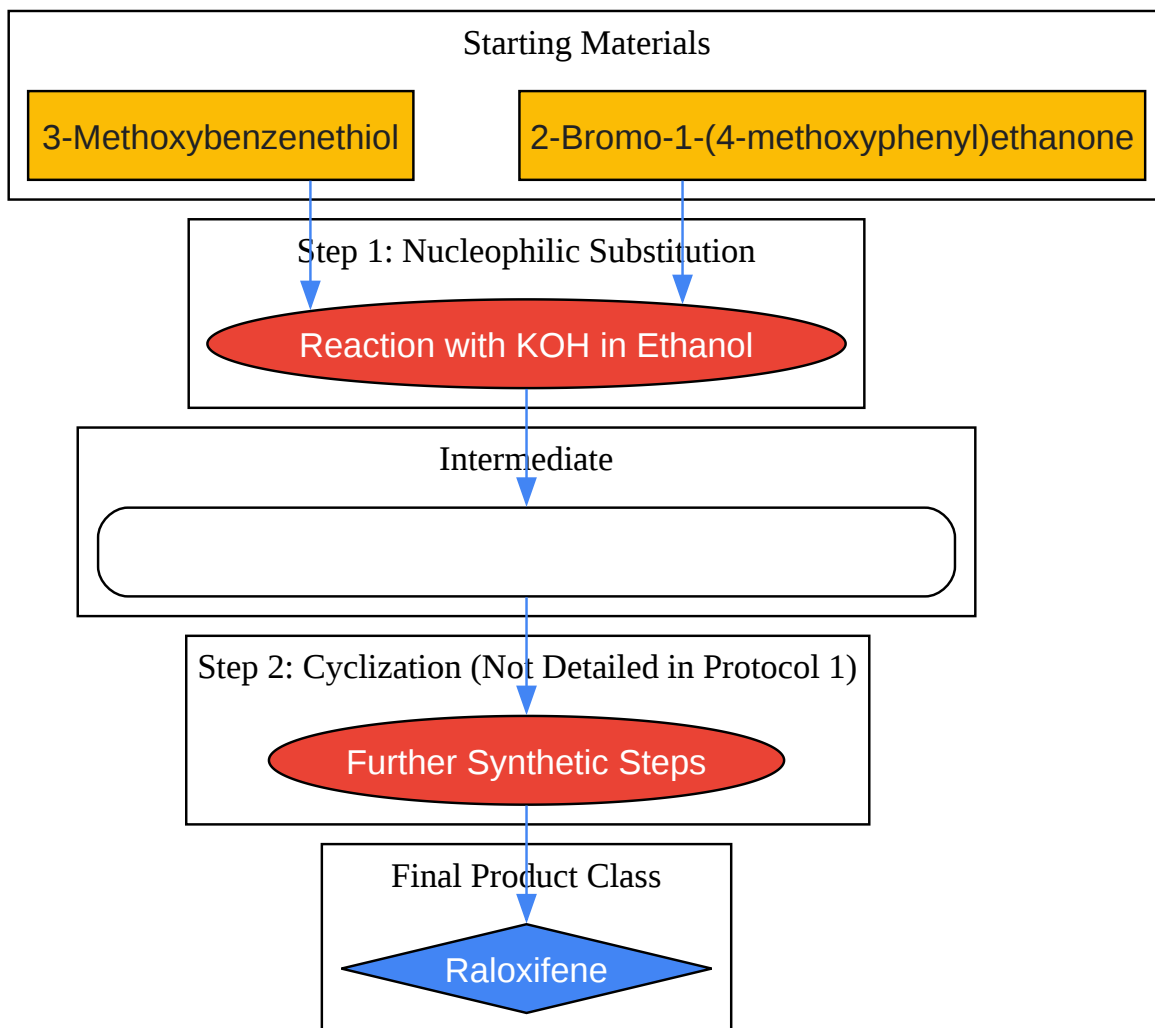 Starting Materials
3-Methoxybenzenethiol
2-Bromo-1-(4-methoxyphenyl)ethanone
Step 1: Nucleophilic Substitution
Reaction with KOH in Ethanol
Intermediate
Step 2: Cyclization (Not Detailed in Protocol 1)
Further Synthetic Steps
Final Product Class
Raloxifene